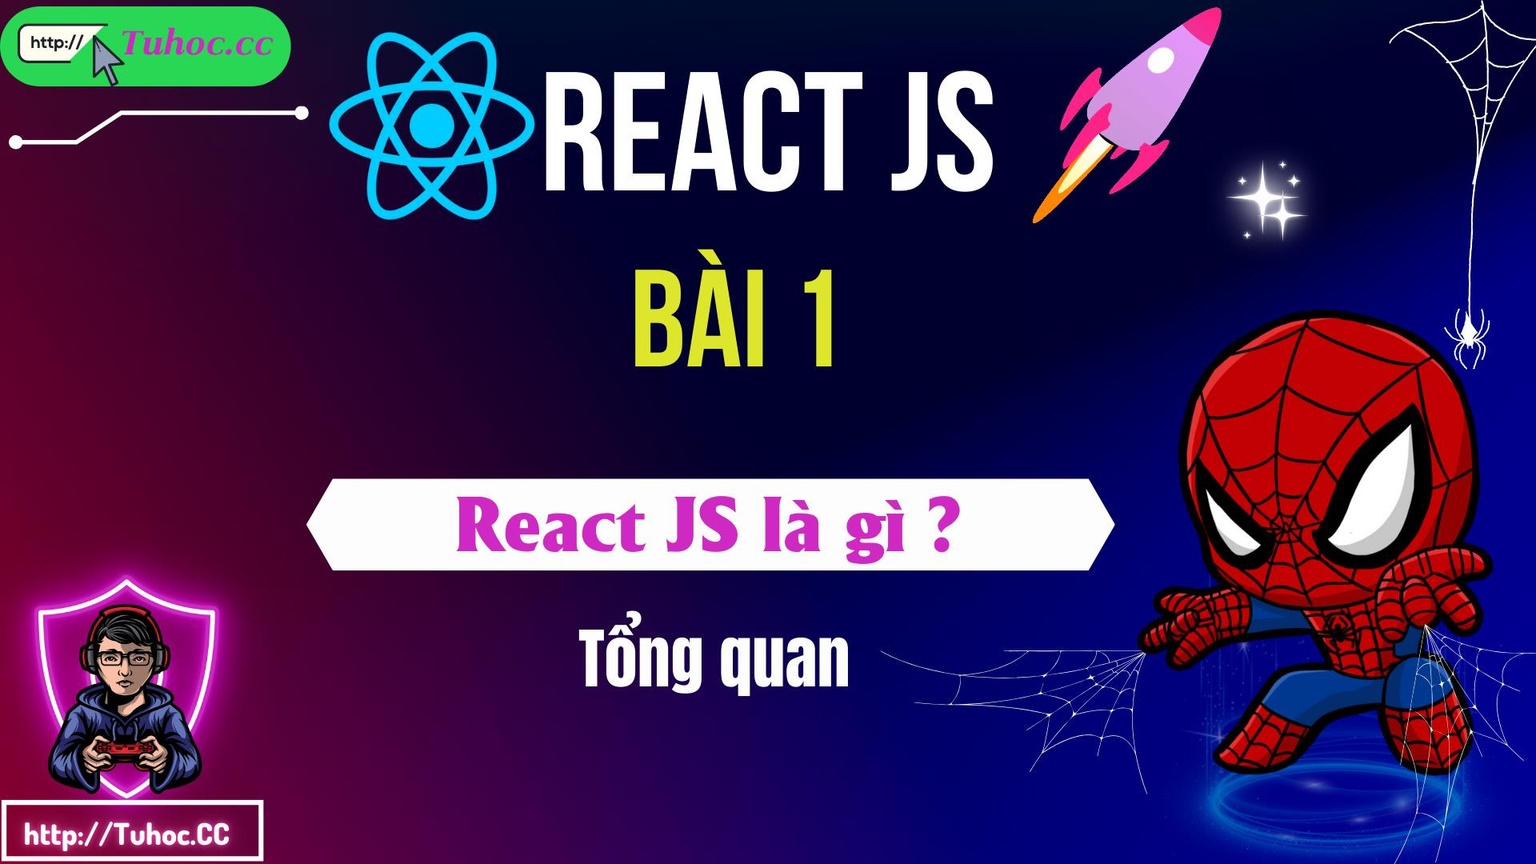 http://
Tuhoc.cc
REACT JS
BÀI 1
React JS là gì ?
Tổng quan
http://Tuhoc.CC